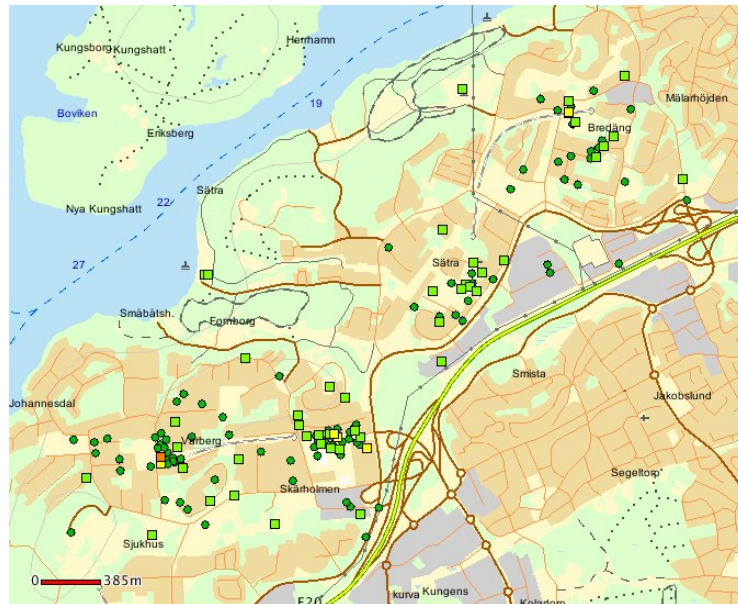 Kungsborg
Kungshatt
Herrhamn
Boviken
19
Mälarhöjden
Eriksberg
Bredäng
Sätra
22
Nya Kungshatt
27
Sätra
Småbåtsh.
Fornborg
Smista
Johannesdal
Jakobslund
Vårberg
Segeltorp
Skärholmen
Sjukhus
0 385m
E20
kurva
Kungens